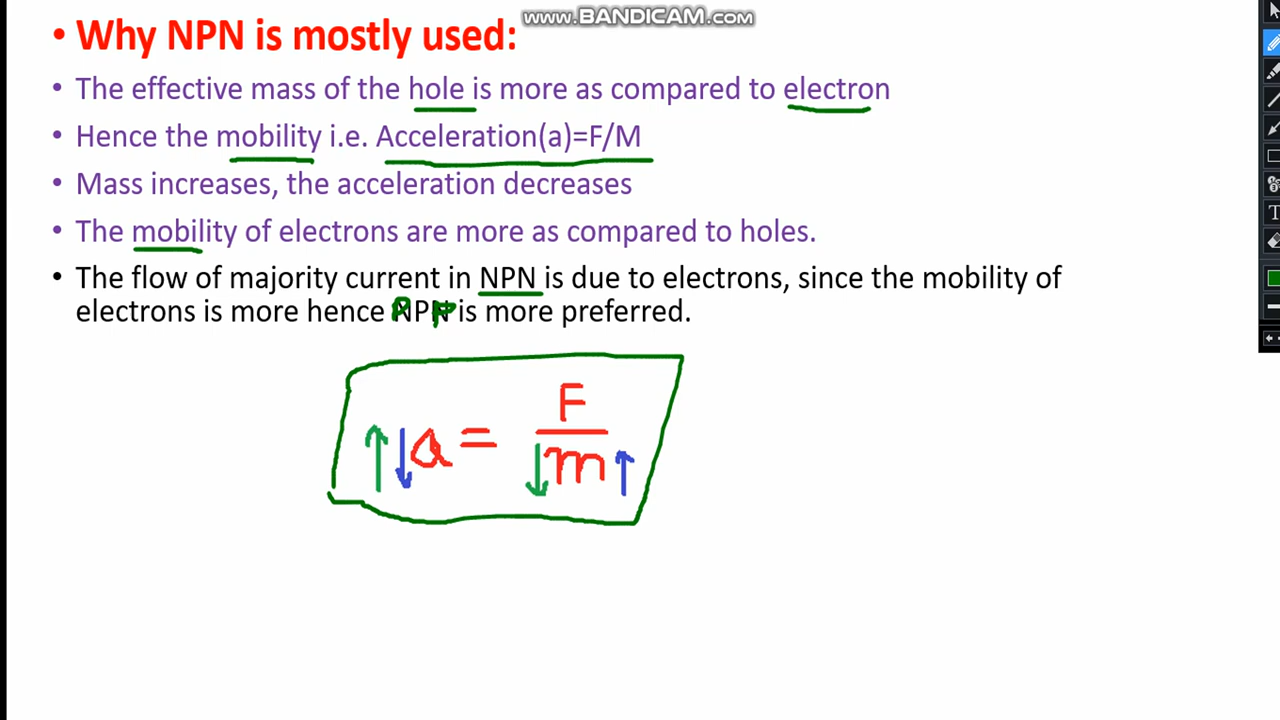 www.BANDICAM.com
• Why NPN is mostly used:
• The effective mass of the hole is more as compared to electron
• Hence the mobility i.e. Acceleration(a)=F/M
• Mass increases, the acceleration decreases
• The mobility of electrons are more as compared to holes.
• The flow of majority current in NPN is due to electrons, since the mobility of
electrons is more hence NPN is more preferred.
↑↓a = F
↓m↑
T